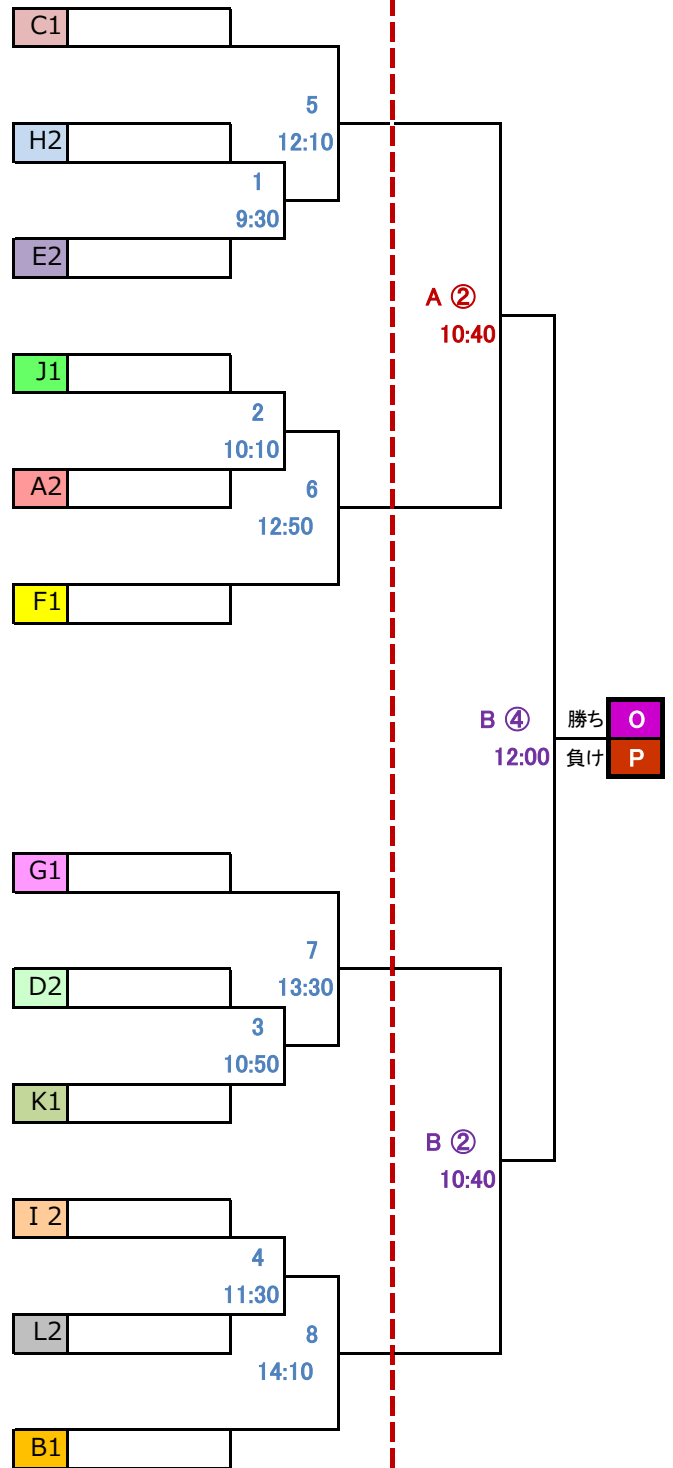 C1
5
H2
12:10
1
9:30
E2
A ②
10:40
J1
2
10:10
A2
6
12:50
F1
B ④
勝ち
O
12:00
負け
P
G1
7
D2
13:30
3
10:50
K1
B ②
10:40
I 2
4
11:30
L2
8
14:10
B1